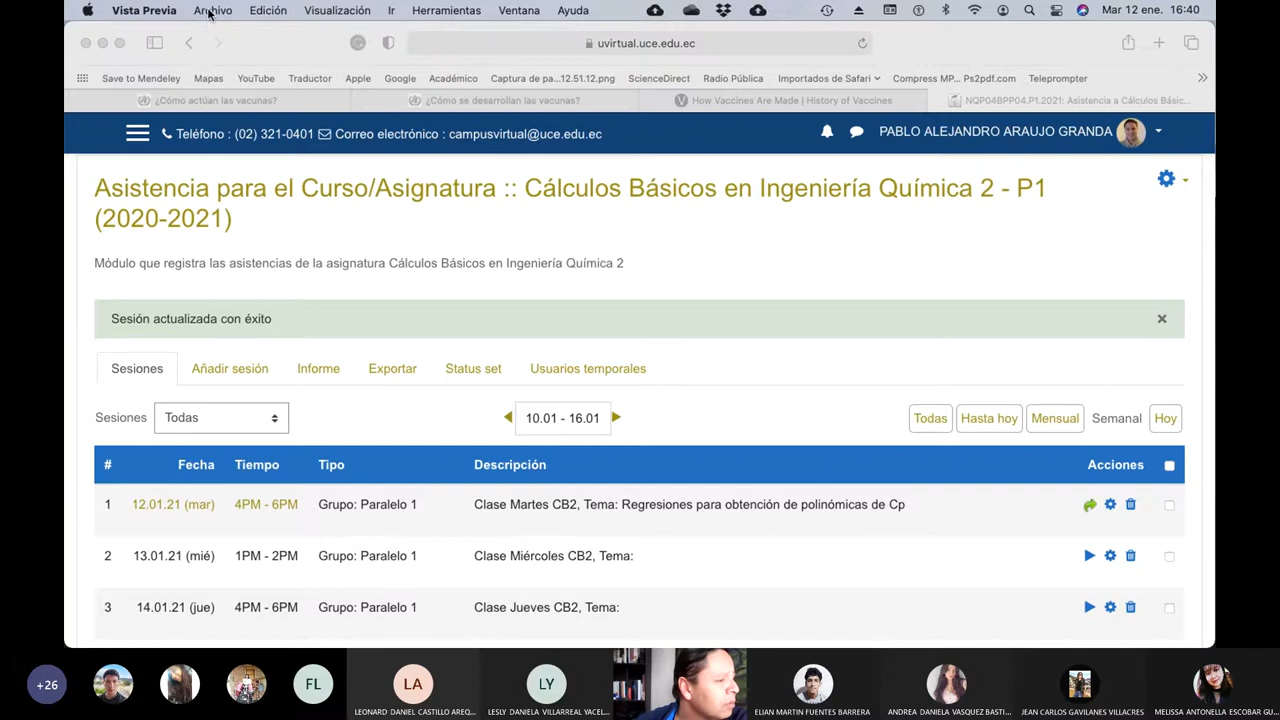 Vista Previa Archivo Edición Visualización Ir Herramientas Ventana Ayuda Mar 12 ene. 16:40
uvirtual.uce.edu.ec
Save to Mendeley Mapas YouTube Traductor Apple Google Académico Captura de pa...12.51.12.png ScienceDirect Radio Pública Importados de Safari Compress MP... Ps2pdf.com Teleprompter
¿Cómo actúan las vacunas? ¿Cómo se desarrollan las vacunas? How Vaccines Are Made | History of Vaccines NQP04BPP04.P1.2021: Asistencia a Cálculos Básic...
Teléfono : (02) 321-0401 Correo electrónico : campusvirtual@uce.edu.ec PABLO ALEJANDRO ARAUJO GRANDA
Asistencia para el Curso/Asignatura :: Cálculos Básicos en Ingeniería Química 2 - P1
(2020-2021)
Módulo que registra las asistencias de la asignatura Cálculos Básicos en Ingeniería Química 2
Sesión actualizada con éxito ×
Sesiones Añadir sesión Informe Exportar Status set Usuarios temporales
Sesiones Todas 10.01 - 16.01 Todas Hasta hoy Mensual Semanal Hoy
# Fecha Tiempo Tipo Descripción Acciones
1 12.01.21 (mar) 4PM - 6PM Grupo: Paralelo 1 Clase Martes CB2, Tema: Regresiones para obtención de polinómicas de Cp
2 13.01.21 (mié) 1PM - 2PM Grupo: Paralelo 1 Clase Miércoles CB2, Tema:
3 14.01.21 (jue) 4PM - 6PM Grupo: Paralelo 1 Clase Jueves CB2, Tema:
+26 FL LA LY
LEONARD DANIEL CASTILLO AREQ... LESLY DANIELA VILLARREAL YACEL... ELIAN MARTIN FUENTES BARRERA ANDREA DANIELA VASQUEZ BASTI... JEAN CARLOS GAVILANES VILLACRES MELISSA ANTONELLA ESCOBAR GU...